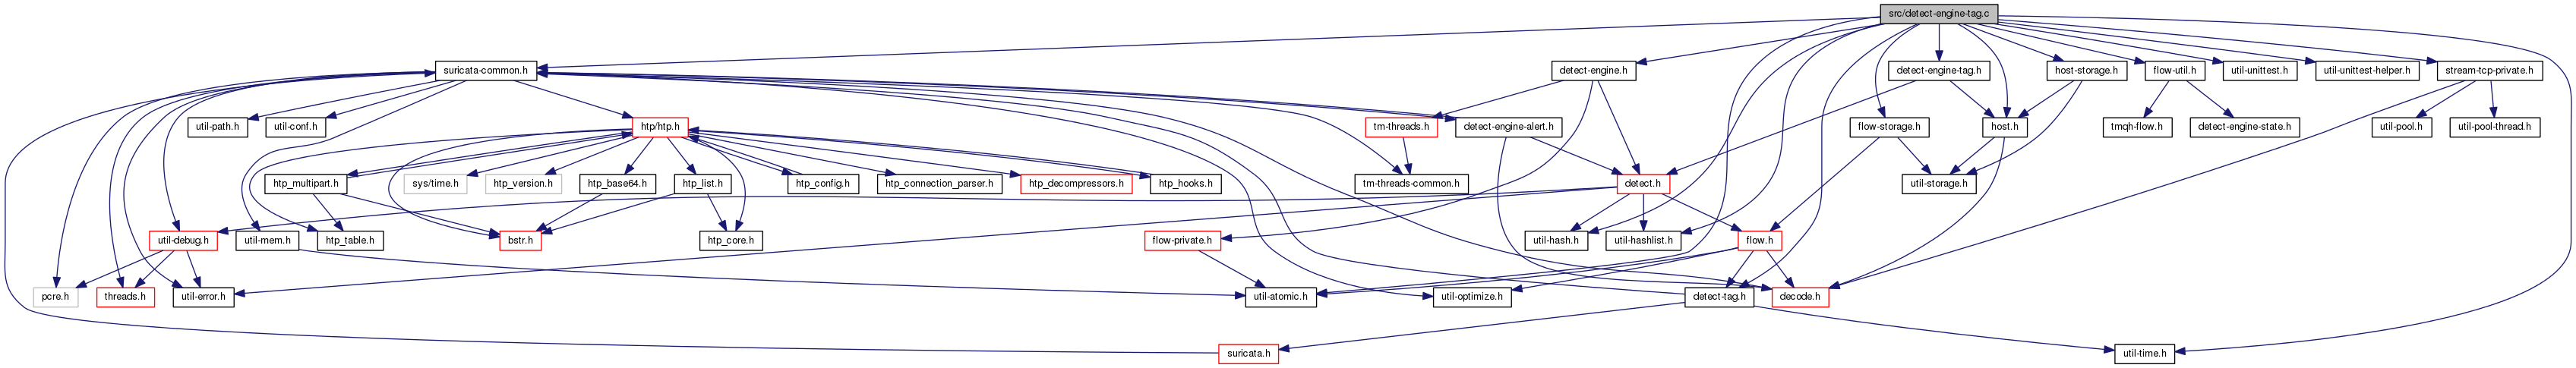 src/detect-engine-tag.c
suricata-common.h
detect-engine.h
detect-engine-tag.h
host-storage.h
flow-util.h
util-unittest.h
util-unittest-helper.h
stream-tcp-private.h
util-path.h
util-conf.h
htp/htp.h
tm-threads.h
detect-engine-alert.h
flow-storage.h
host.h
tmqh-flow.h
detect-engine-state.h
util-pool.h
util-pool-thread.h
htp_multipart.h
sys/time.h
htp_version.h
htp_base64.h
htp_list.h
htp_config.h
htp_connection_parser.h
htp_decompressors.h
htp_hooks.h
tm-threads-common.h
detect.h
util-storage.h
util-debug.h
util-mem.h
htp_table.h
bstr.h
htp_core.h
flow-private.h
util-hash.h
util-hashlist.h
flow.h
pcre.h
threads.h
util-error.h
util-atomic.h
util-optimize.h
detect-tag.h
decode.h
suricata.h
util-time.h